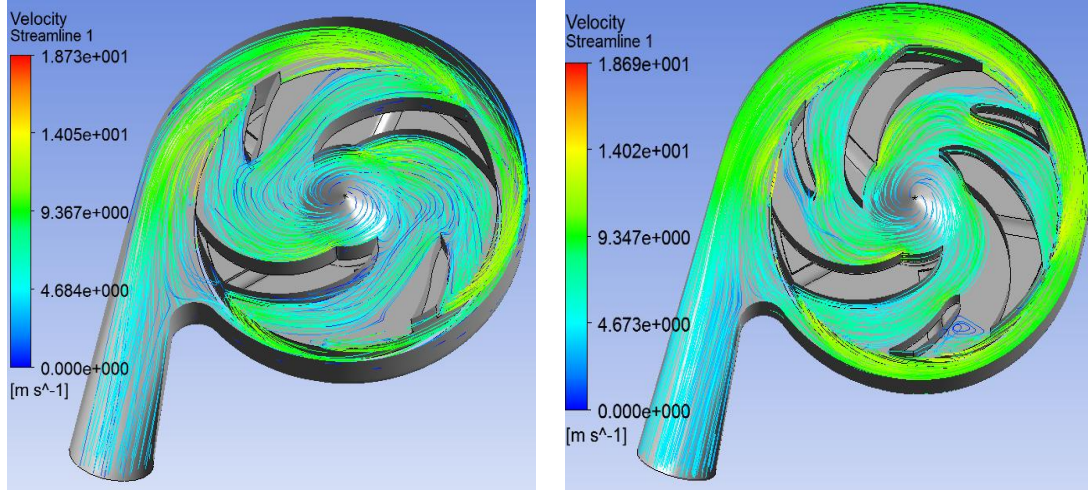 Velocity
Streamline 1
1.873e+001
1.405e+001
9.367e+000
4.684e+000
0.000e+000
[m s^-1]
Velocity
Streamline 1
1.869e+001
1.402e+001
9.347e+000
4.673e+000
0.000e+000
[m s^-1]